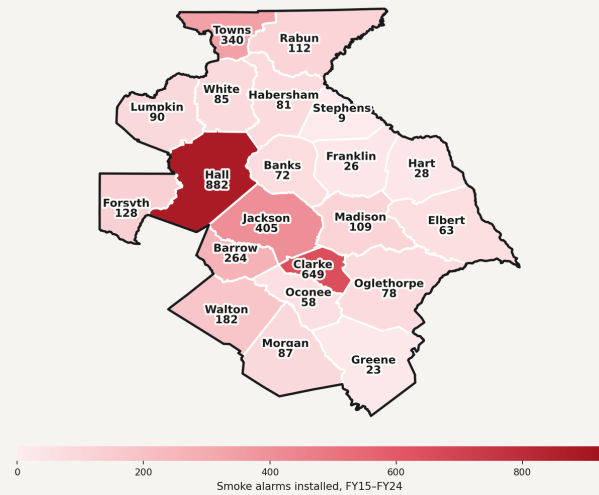 Towns
340
Rabun
112
White
85
Habersham
81
Lumpkin
90
Stephens
9
Hall
882
Banks
72
Franklin
26
Hart
28
Forsyth
128
Jackson
405
Madison
109
Elbert
63
Barrow
264
Clarke
649
Oconee
58
Oglethorpe
78
Walton
182
Morgan
87
Greene
23
0 200 400 600 800
Smoke alarms installed, FY15–FY24